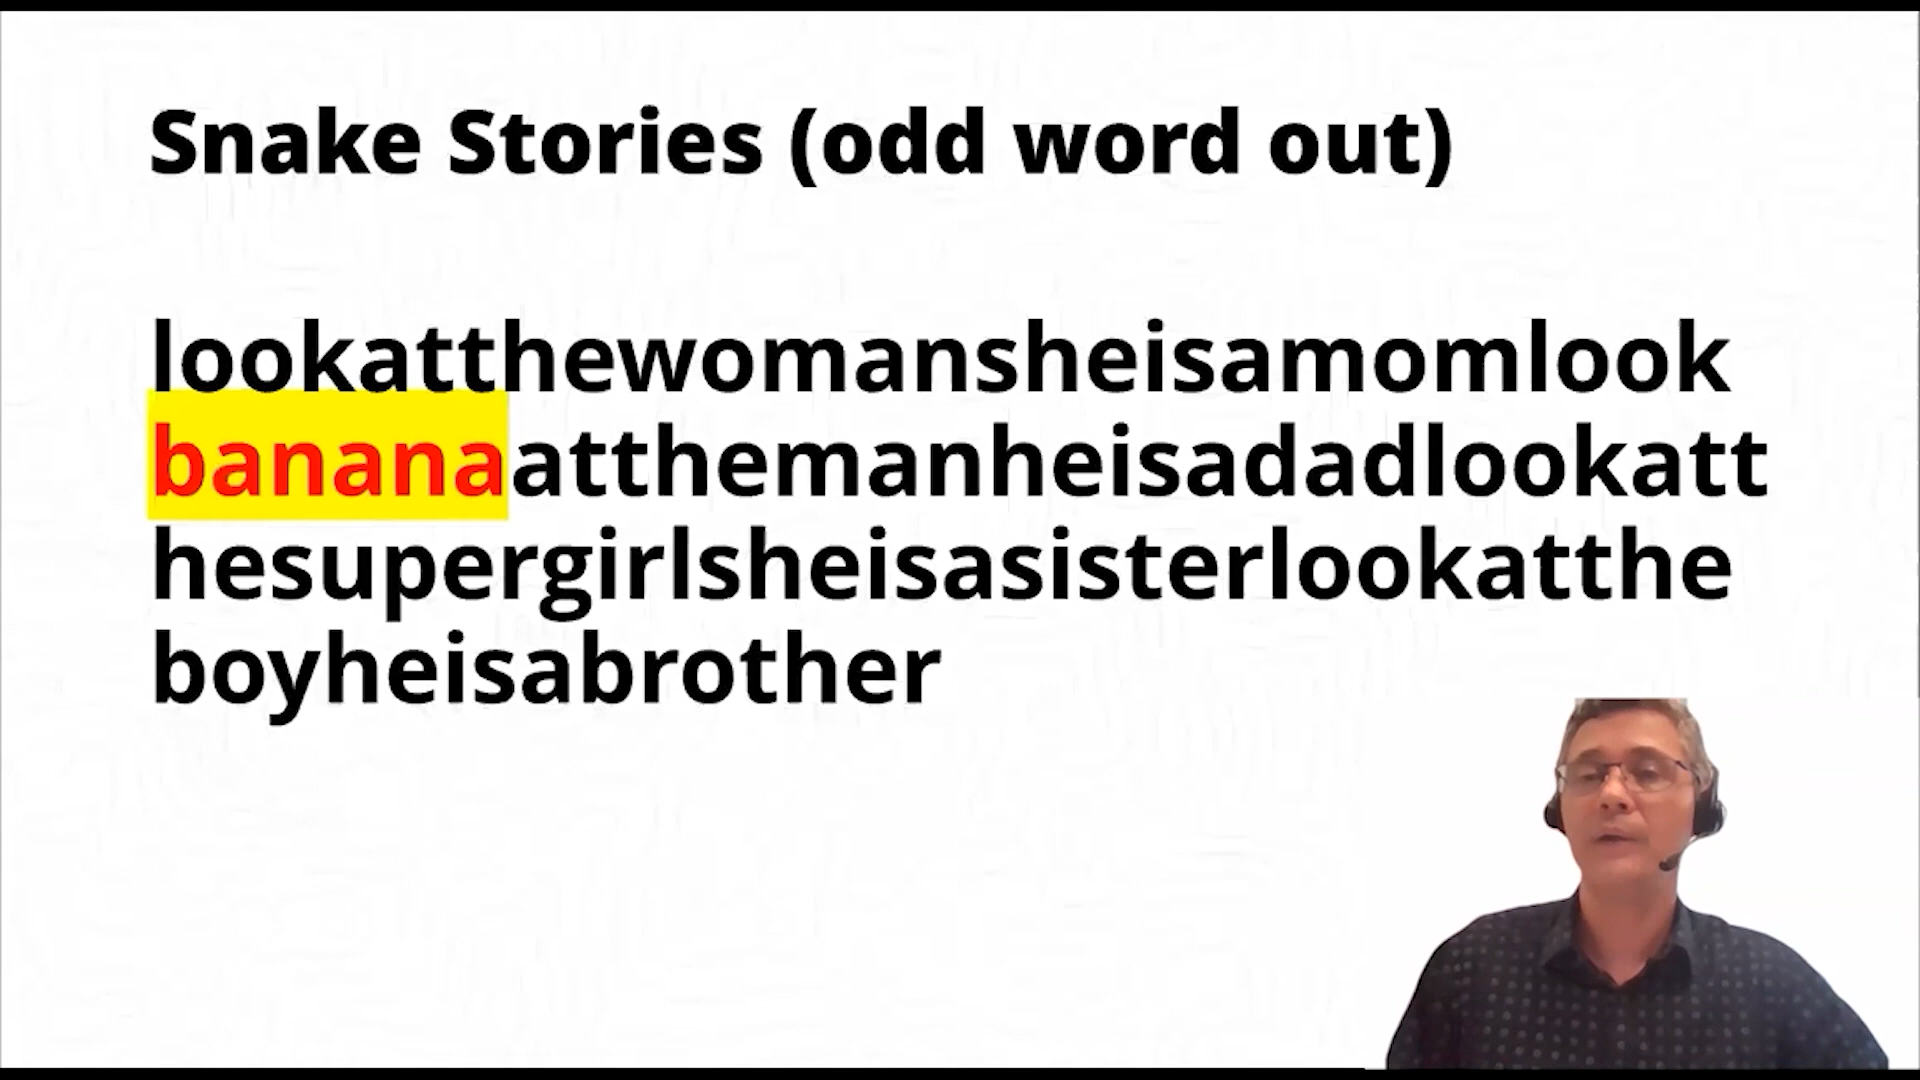 Snake Stories (odd word out)
lookatthewomansheisamomlook
bananaatthemanheisadadlookatt
hesupergirlsheisasisterlookatthe
boyheisabrother